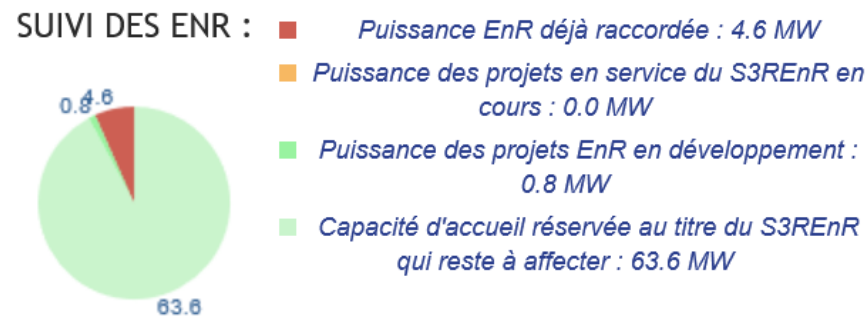 SUIVI DES ENR :
Puissance EnR déjà raccordée : 4.6 MW
Puissance des projets en service du S3REnR en
cours : 0.0 MW
Puissance des projets EnR en développement :
0.8 MW
Capacité d'accueil réservée au titre du S3REnR
qui reste à affecter : 63.6 MW
0.8
4.6
63.6